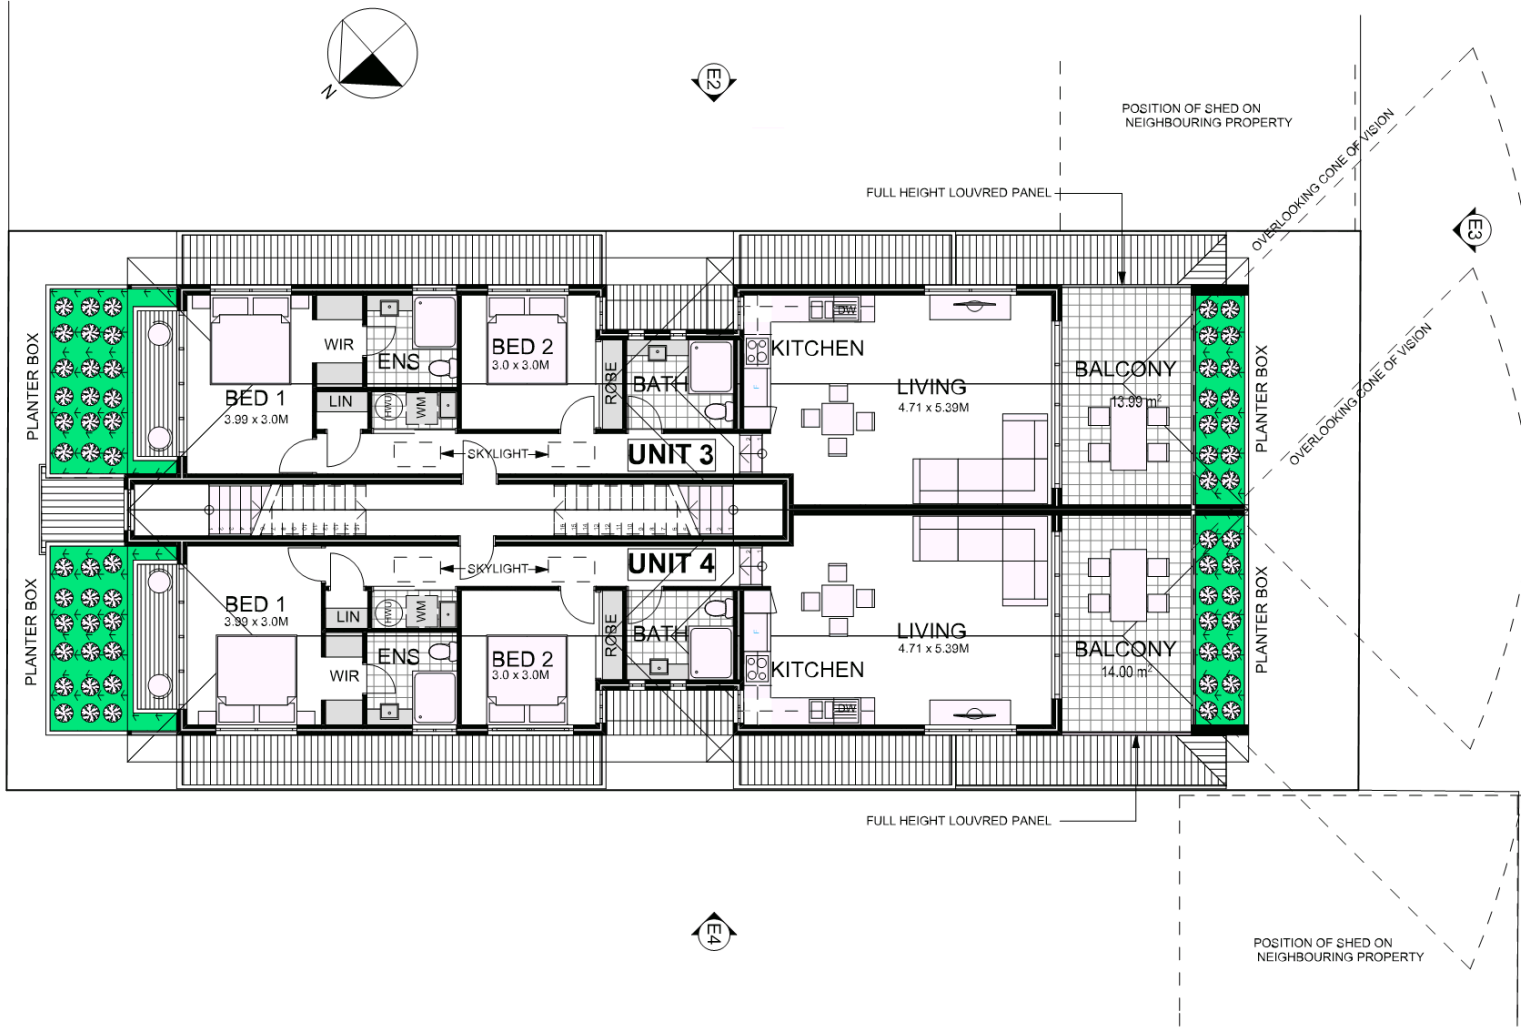 N
E2
POSITION OF SHED ON
NEIGHBOURING PROPERTY
OVERLOOKING CONE OF VISION
FULL HEIGHT LOUVRED PANEL
E3
PLANTER BOX
BED 1
3.99 x 3.0M
WIR
LIN
ENS
HWU
WM
BED 2
3.0 x 3.0M
ROBE
BATH
SKYLIGHT
UNIT 3
KITCHEN
DW
F
LIVING
4.71 x 5.39M
BALCONY
13.99 m²
PLANTER BOX
OVERLOOKING CONE OF VISION
PLANTER BOX
BED 1
3.99 x 3.0M
WIR
LIN
ENS
HWU
WM
BED 2
3.0 x 3.0M
ROBE
BATH
SKYLIGHT
UNIT 4
KITCHEN
DW
F
LIVING
4.71 x 5.39M
BALCONY
14.00 m²
PLANTER BOX
FULL HEIGHT LOUVRED PANEL
E4
POSITION OF SHED ON
NEIGHBOURING PROPERTY